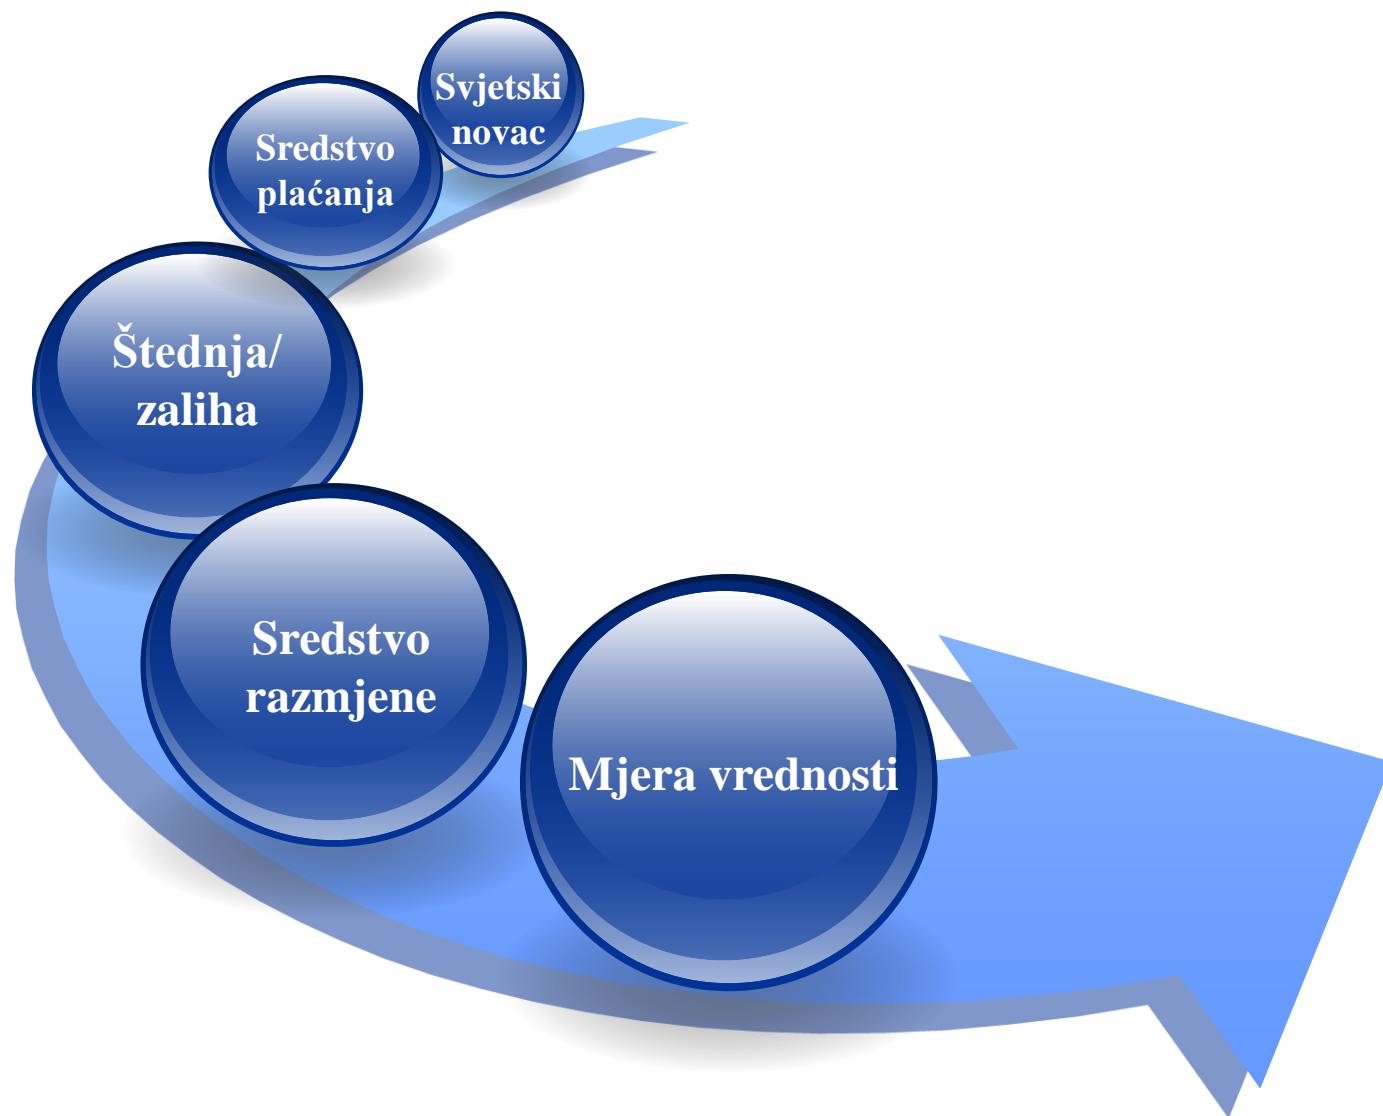 Svjetski
novac
Sredstvo
plaćanja
Štednja/
zaliha
Sredstvo
razmjene
Mjera vrednosti